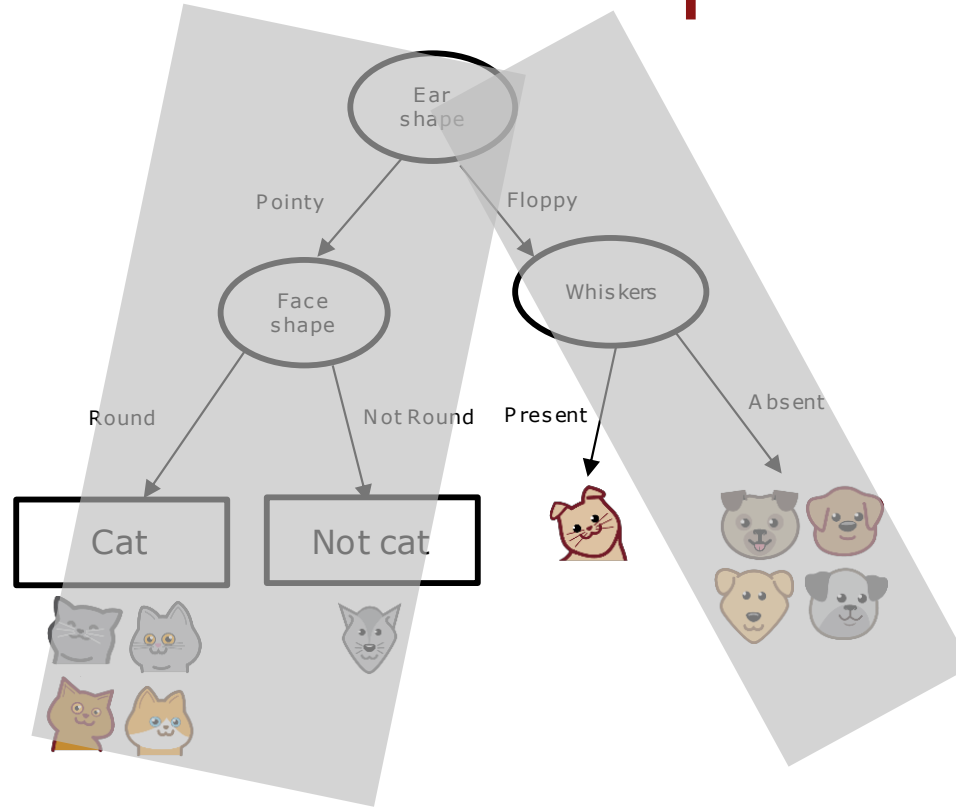 Ear
shape
Pointy
Floppy
Face
shape
Whiskers
Round
Not Round
Present
Absent
Cat
Not cat